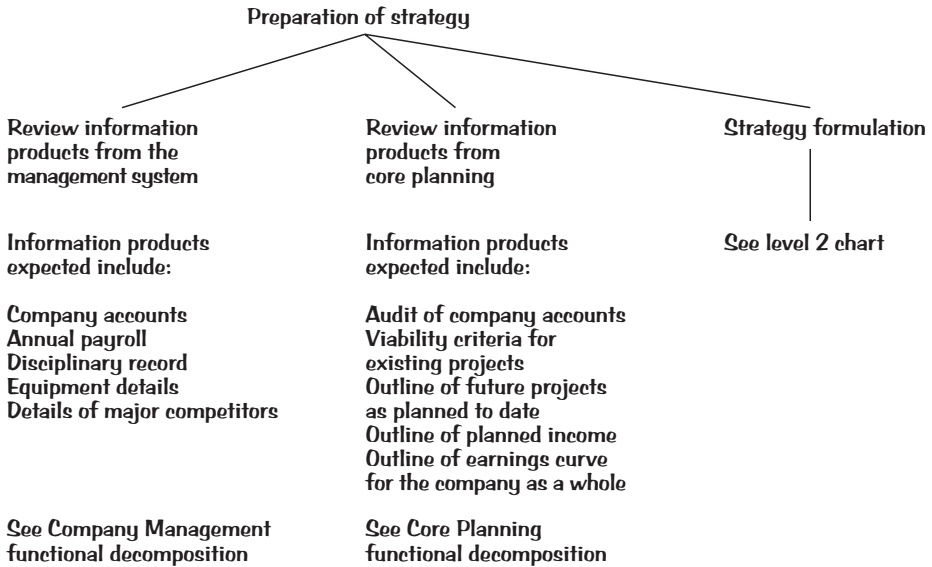 Preparation of strategy
Review information
products from the
management system
Information products
expected include:
Company accounts
Annual payroll
Disciplinary record
Equipment details
Details of major competitors
See Company Management
functional decomposition
Review information
products from
core planning
Information products
expected include:
Audit of company accounts
Viability criteria for
existing projects
Outline of future projects
as planned to date
Outline of planned income
Outline of earnings curve
for the company as a whole
See Core Planning
functional decomposition
Strategy formulation
See level 2 chart